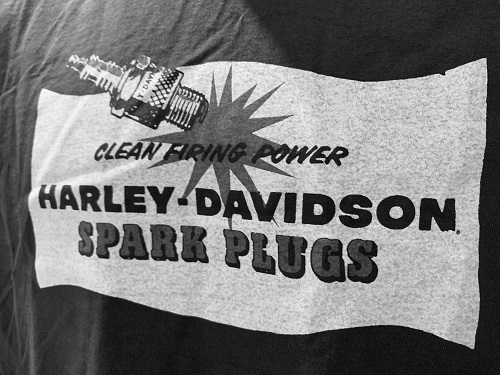 CLEAN FIRING POWER
HARLEY-DAVIDSON
SPARK PLUGS